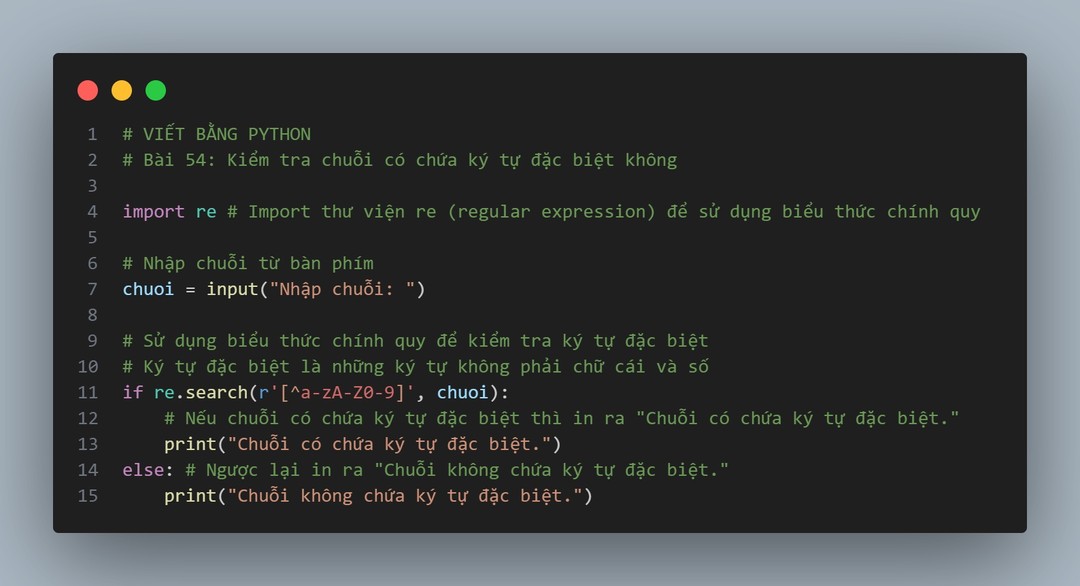 1 # VIẾT BẰNG PYTHON
2 # Bài 54: Kiểm tra chuỗi có chứa ký tự đặc biệt không
3
4 import re # Import thư viện re (regular expression) để sử dụng biểu thức chính quy
5
6 # Nhập chuỗi từ bàn phím
7 chuoi = input("Nhập chuỗi: ")
8
9 # Sử dụng biểu thức chính quy để kiểm tra ký tự đặc biệt
10 # Ký tự đặc biệt là những ký tự không phải chữ cái và số
11 if re.search(r'[^a-zA-Z0-9]', chuoi):
12     # Nếu chuỗi có chứa ký tự đặc biệt thì in ra "Chuỗi có chứa ký tự đặc biệt."
13     print("Chuỗi có chứa ký tự đặc biệt.")
14 else: # Ngược lại in ra "Chuỗi không chứa ký tự đặc biệt."
15     print("Chuỗi không chứa ký tự đặc biệt.")